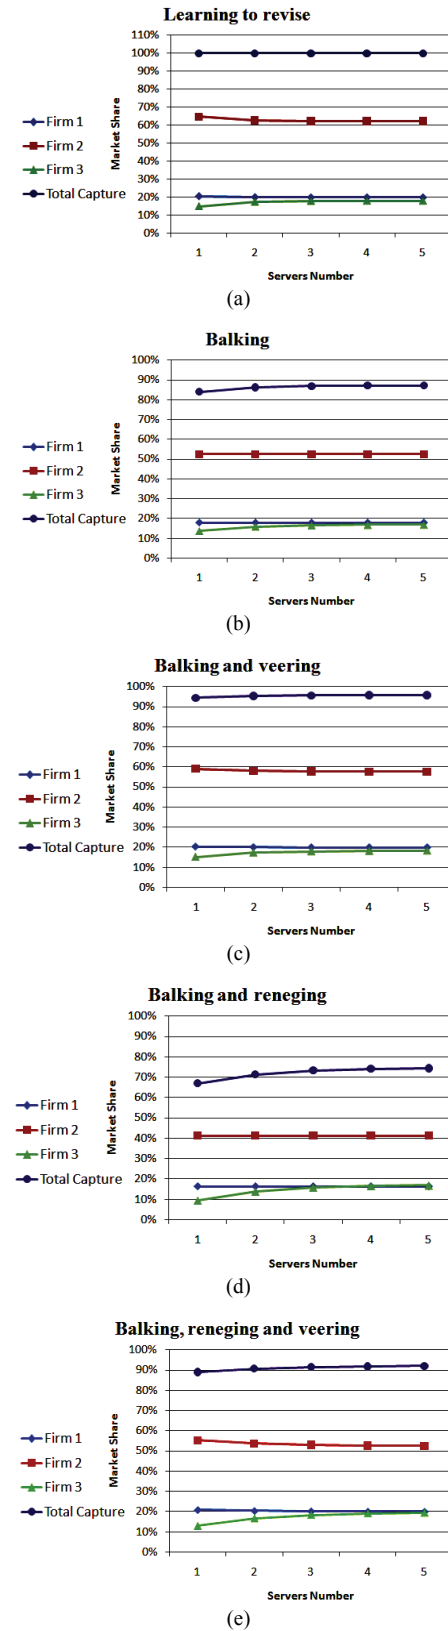 Learning to revise
110%
100%
90%
80%
70%
60%
50%
40%
30%
20%
10%
0%
Market Share
Firm 1
Firm 2
Firm 3
Total Capture
1 2 3 4 5
Servers Number
(a)
Balking
100%
90%
80%
70%
60%
50%
40%
30%
20%
10%
0%
Market Share
Firm 1
Firm 2
Firm 3
Total Capture
1 2 3 4 5
Servers Number
(b)
Balking and veering
100%
90%
80%
70%
60%
50%
40%
30%
20%
10%
0%
Market Share
Firm 1
Firm 2
Firm 3
Total Capture
1 2 3 4 5
Servers Number
(c)
Balking and reneging
100%
90%
80%
70%
60%
50%
40%
30%
20%
10%
0%
Market Share
Firm 1
Firm 2
Firm 3
Total Capture
1 2 3 4 5
Servers Number
(d)
Balking, reneging and veering
100%
90%
80%
70%
60%
50%
40%
30%
20%
10%
0%
Market Share
Firm 1
Firm 2
Firm 3
Total Capture
1 2 3 4 5
Servers Number
(e)